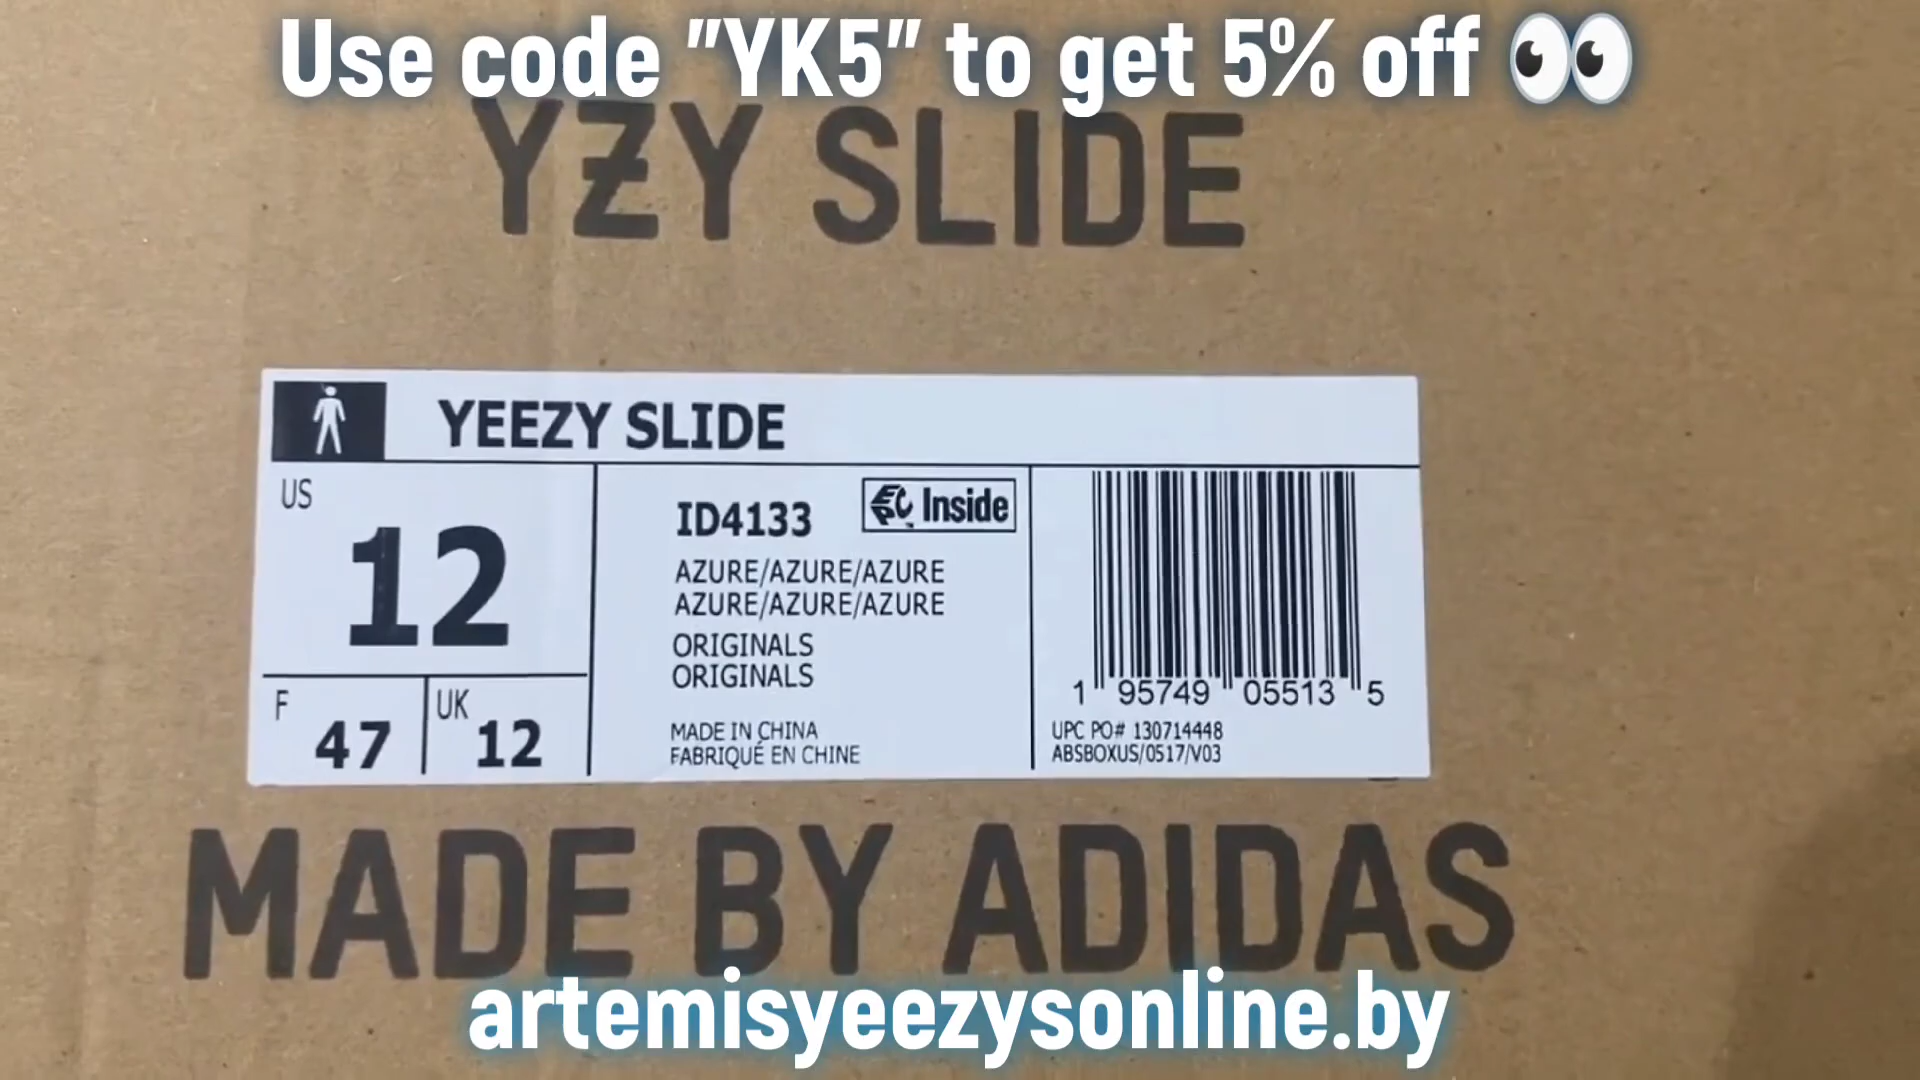 Use code "YK5" to get 5% off 👀
YZY SLIDE
YEEZY SLIDE
US
12
F
47
UK
12
ID4133
EPC Inside
AZURE/AZURE/AZURE
AZURE/AZURE/AZURE
ORIGINALS
ORIGINALS
MADE IN CHINA
FABRIQUÉ EN CHINE
1 95749 05513 5
UPC PO# 130714448
ABSBOXUS/0517/V03
MADE BY ADIDAS
artemisyeezysonline.by